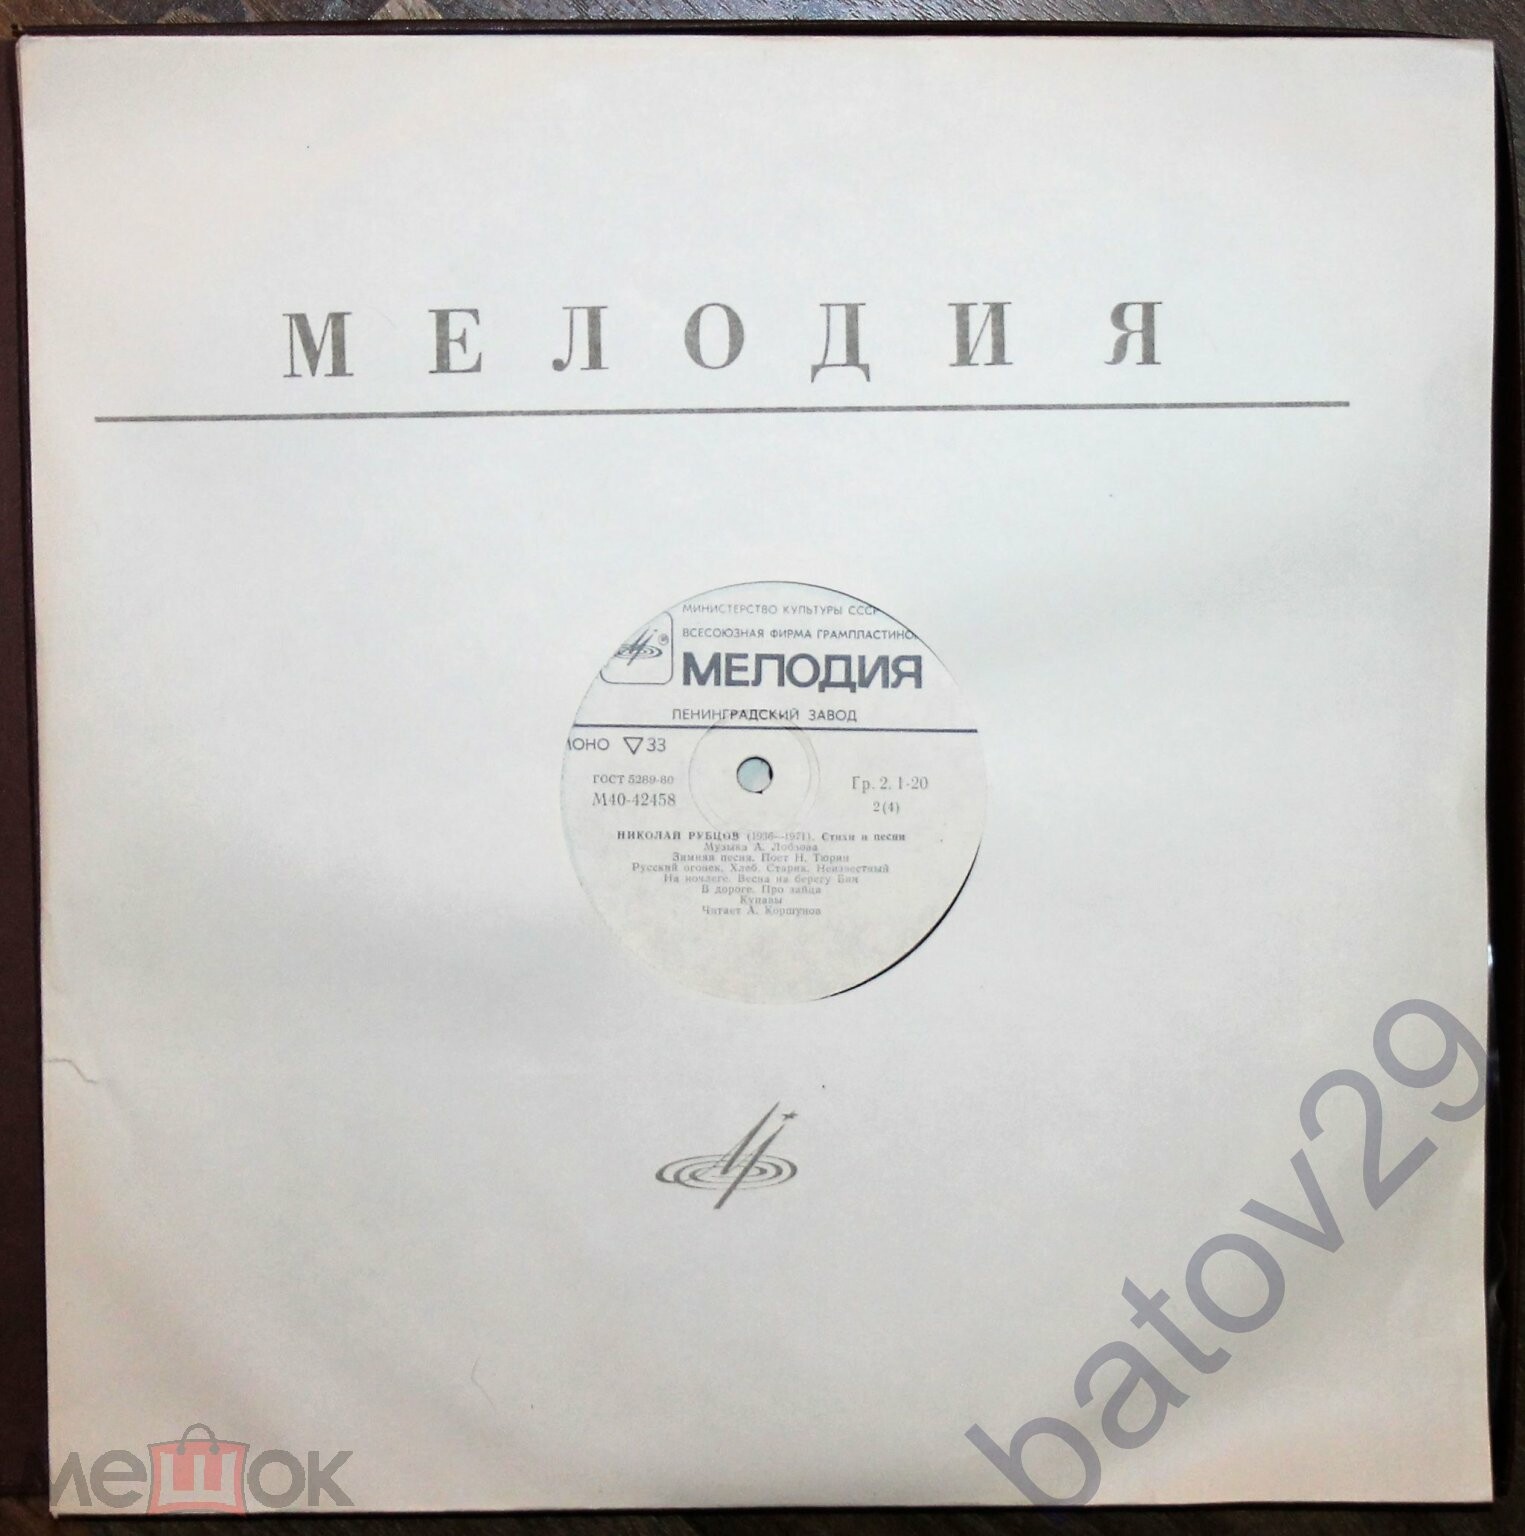 МЕЛОДИЯ
МИНИСТЕРСТВО КУЛЬТУРЫ СССР
ВСЕСОЮЗНАЯ ФИРМА ГРАМПЛАСТИНО
МЕЛОДИЯ
ЛЕНИНГРАДСКИЙ ЗАВОД
МОНО 33
ГОСТ 5289-80
М40-42458
Гр. 2. 1-20
2(4)
НИКОЛАЙ РУБЦОВ (1936—1971). Стихи и песни
Музыка А. Лобзова
Зимняя песня. Поет Н. Тюрин
Русский огонек. Хлеб. Старик. Неизвестный
На ночлеге. Весна на берегу Бии
В дороге. Про зайца
Купавы
Читает А. Коршунов
batov29
мешок